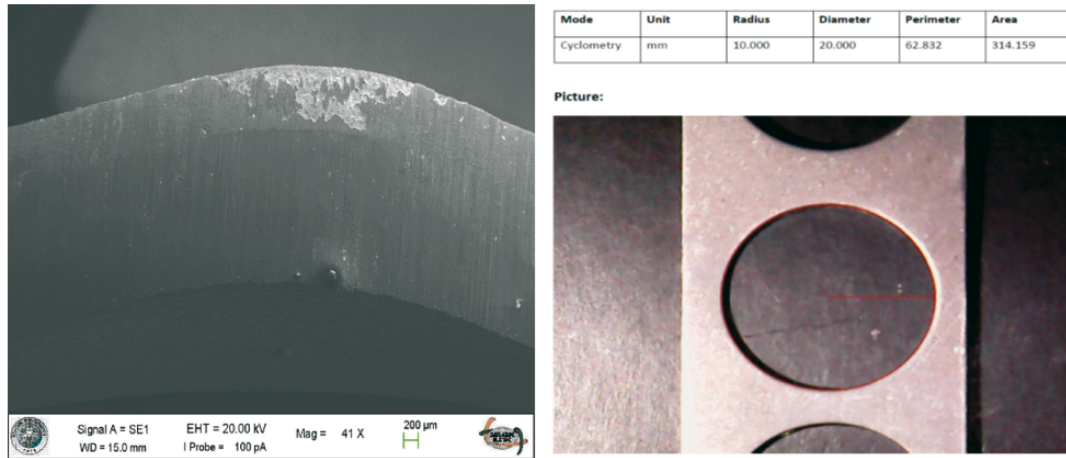 Signal A = SE1
WD = 15.0 mm
EHT = 20.00 kV
I Probe = 100 pA
Mag = 41 X
200 µm
Mode Unit Radius Diameter Perimeter Area
Cyclometry mm 10.000 20.000 62.832 314.159
Picture: